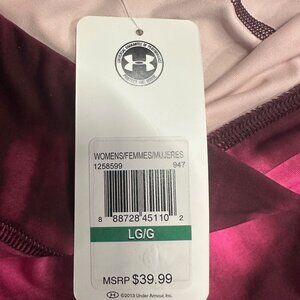 WOMENS/FEMMES/MUJERES
1258599 947
8 88728 45110 2
LG/G
MSRP $39.99
©2013 Under Armour, Inc.